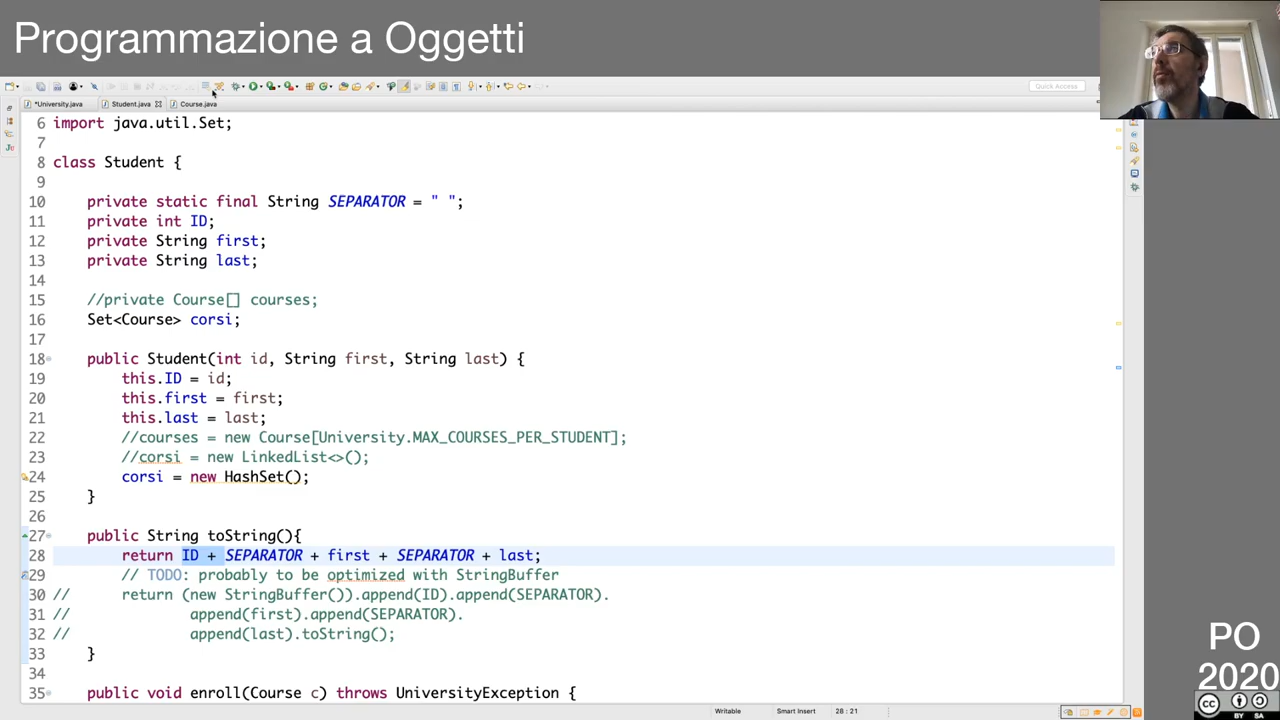 Programmazione a Oggetti
Quick Access
*University.java
Student.java
Course.java
6 import java.util.Set;
7
8 class Student {
9
10 private static final String SEPARATOR = " ";
11 private int ID;
12 private String first;
13 private String last;
14
15 //private Course[] courses;
16 Set<Course> corsi;
17
18 public Student(int id, String first, String last) {
19 this.ID = id;
20 this.first = first;
21 this.last = last;
22 //courses = new Course[University.MAX_COURSES_PER_STUDENT];
23 //corsi = new LinkedList<>();
24 corsi = new HashSet();
25 }
26
27 public String toString(){
28 return ID + SEPARATOR + first + SEPARATOR + last;
29 // TODO: probably to be optimized with StringBuffer
30 // return (new StringBuffer()).append(ID).append(SEPARATOR).
31 // append(first).append(SEPARATOR).
32 // append(last).toString();
33 }
34
35 public void enroll(Course c) throws UniversityException {
Writable
Smart Insert
28 : 21
PO
2020
CC
BY
SA